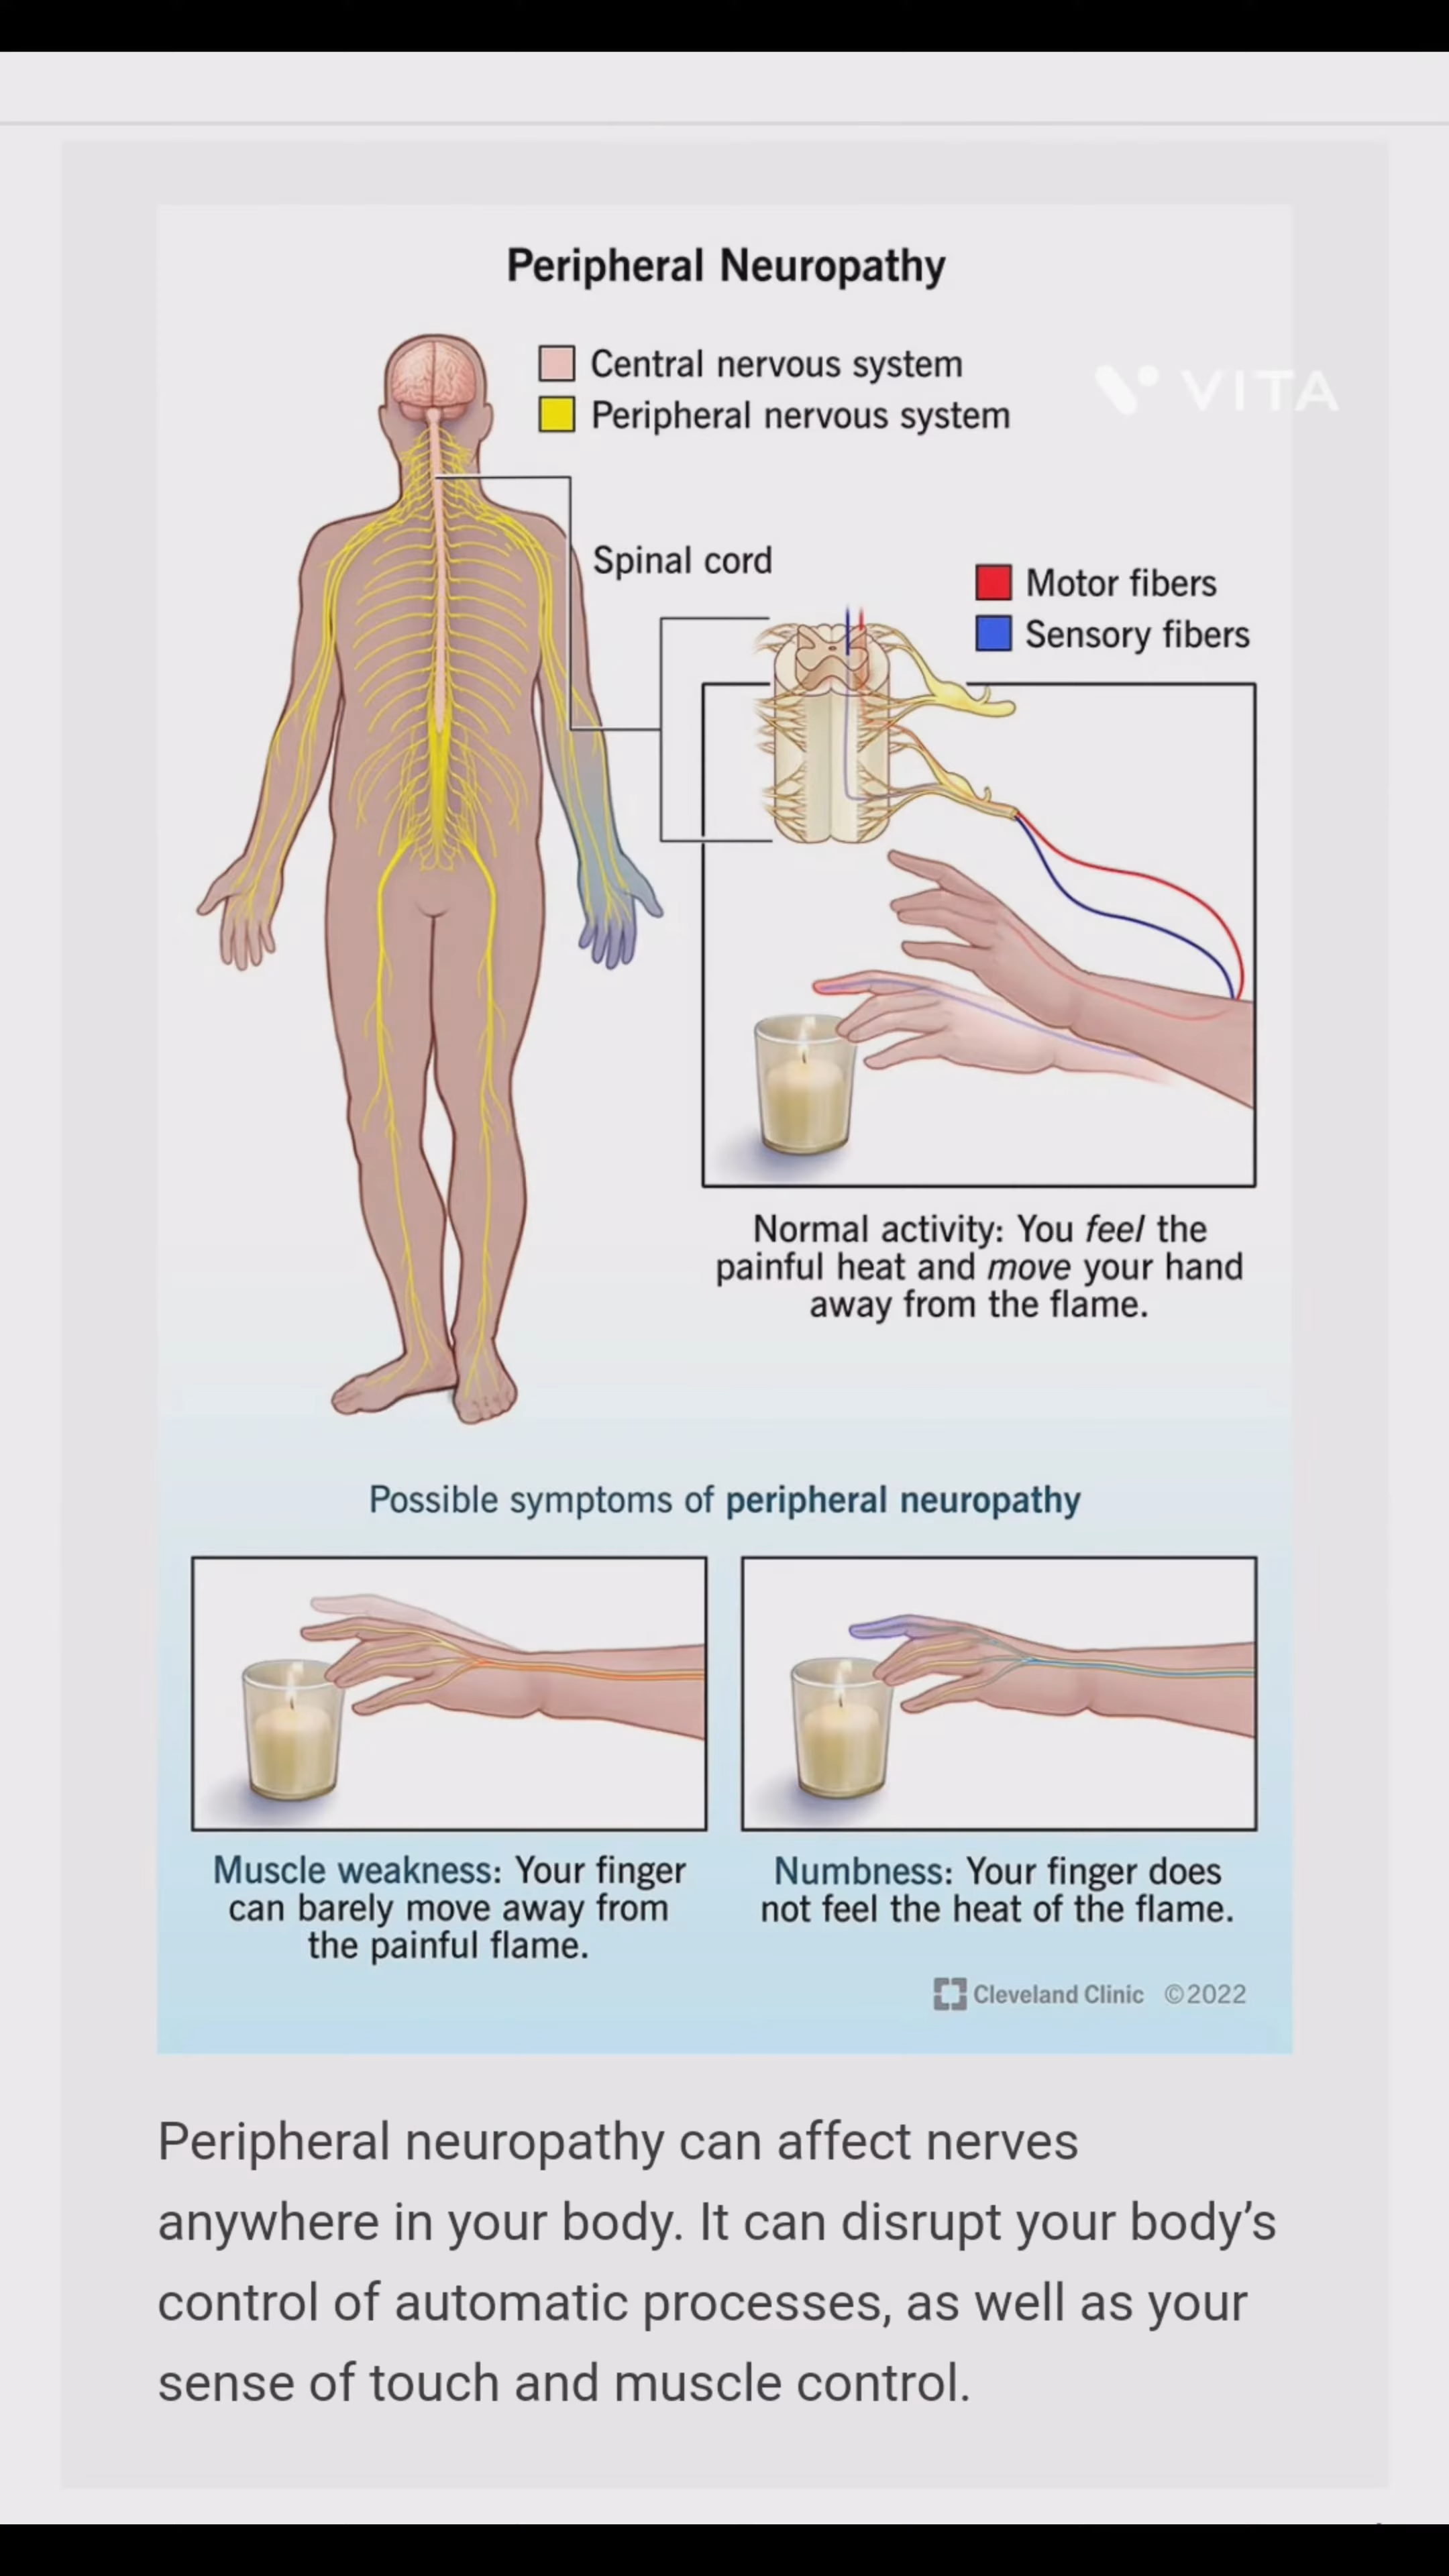 Peripheral Neuropathy
Central nervous system
Peripheral nervous system
VITA
Spinal cord
Motor fibers
Sensory fibers
Normal activity: You feel the
painful heat and move your hand
away from the flame.
Possible symptoms of peripheral neuropathy
Muscle weakness: Your finger
can barely move away from
the painful flame.
Numbness: Your finger does
not feel the heat of the flame.
Cleveland Clinic ©2022
Peripheral neuropathy can affect nerves
anywhere in your body. It can disrupt your body’s
control of automatic processes, as well as your
sense of touch and muscle control.